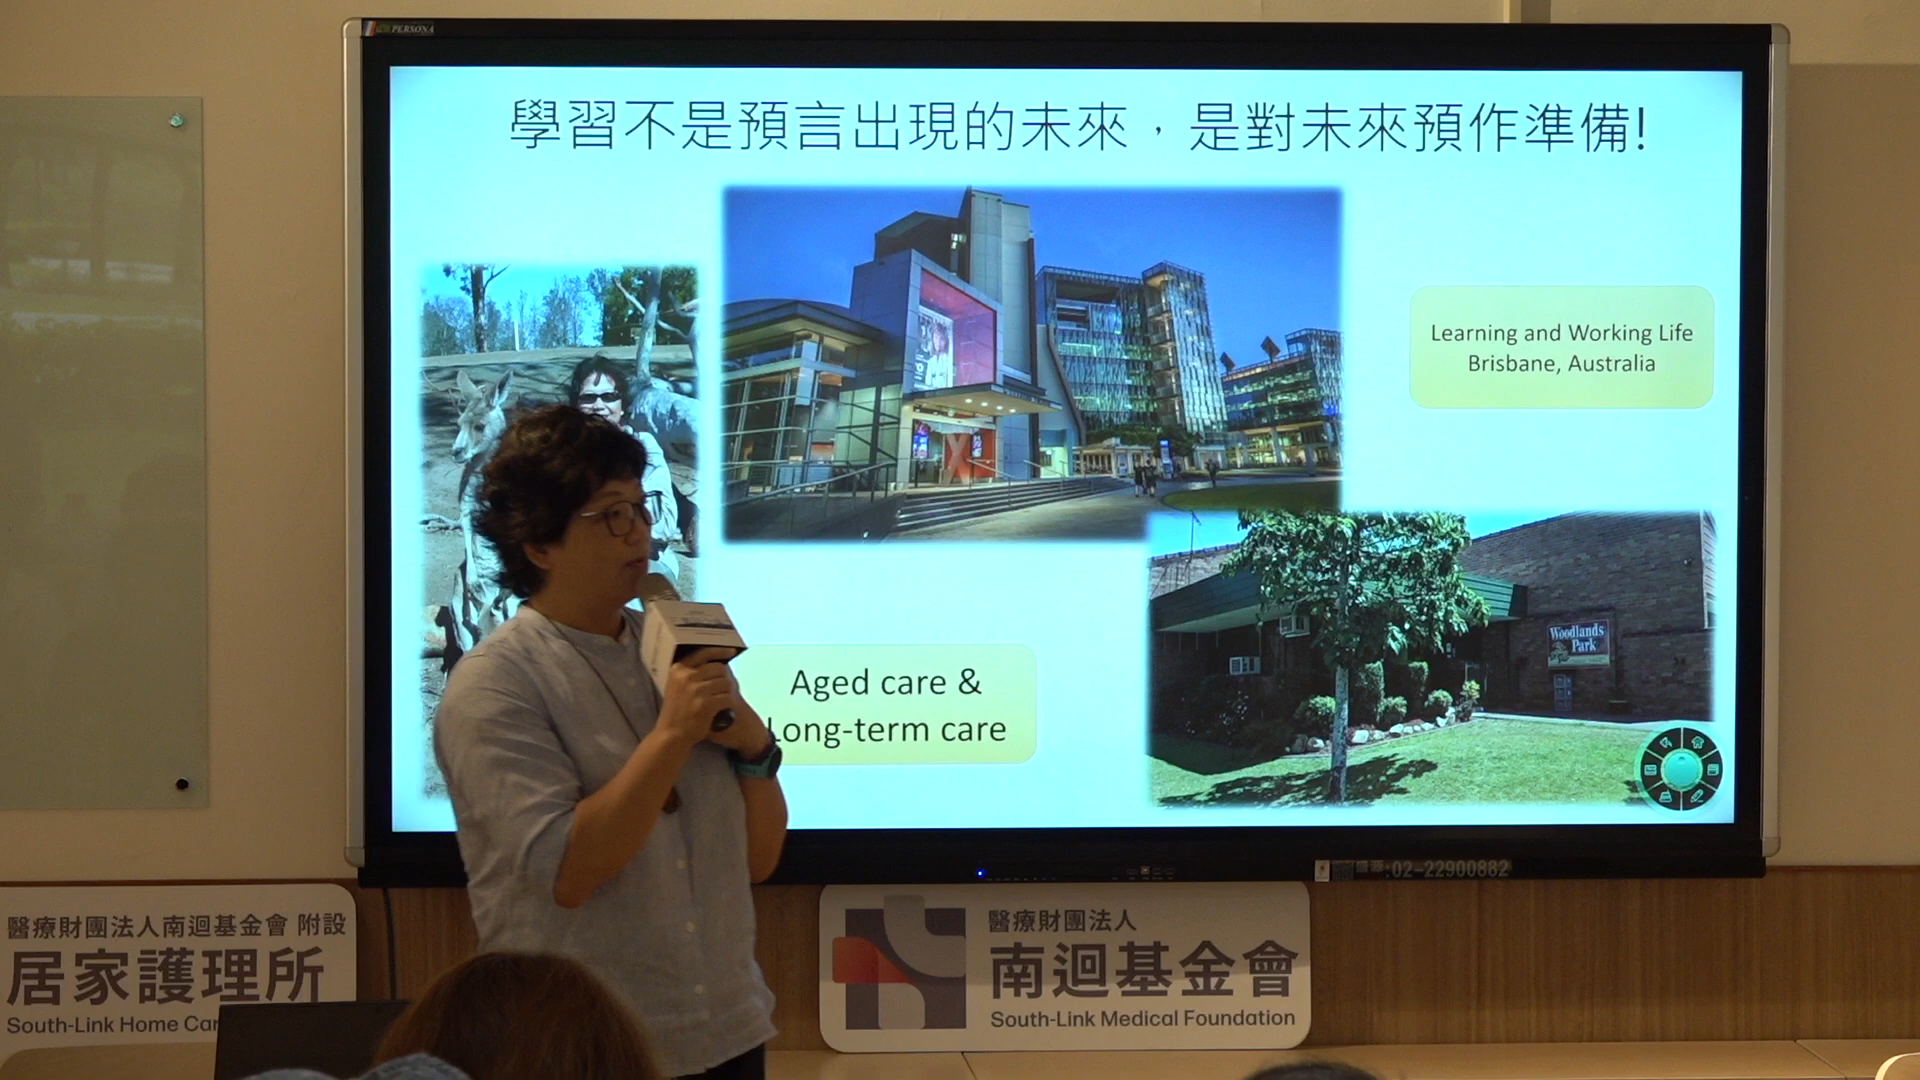 PERSONA
學習不是預言出現的未來，是對未來預作準備!
Learning and Working Life
Brisbane, Australia
Woodlands
Park
Aged care &
Long-term care
:02-22900882
醫療財團法人南迴基金會 附設
居家護理所
South-Link Home Car
醫療財團法人
南迴基金會
South-Link Medical Foundation